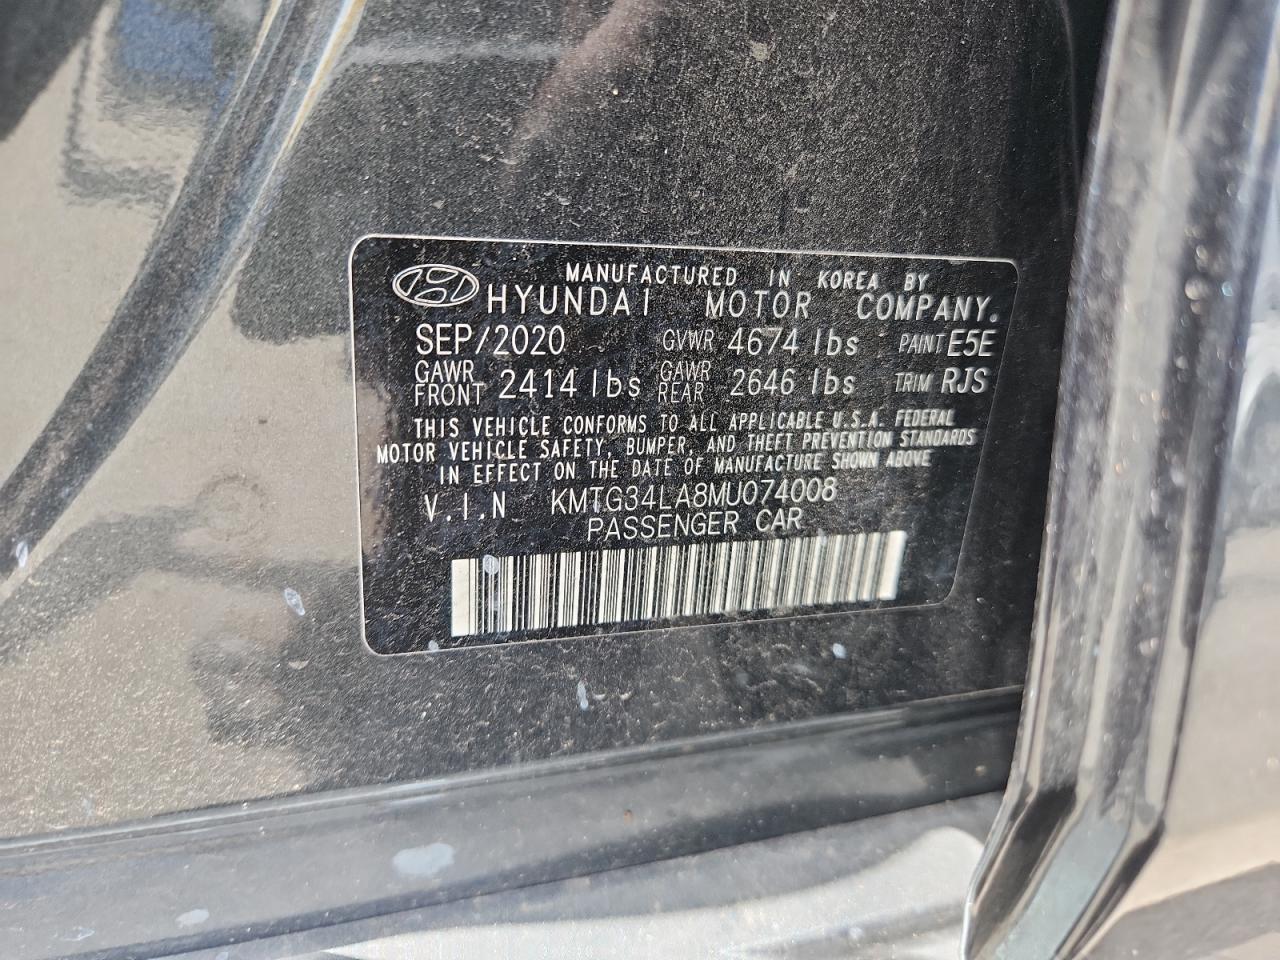 MANUFACTURED IN KOREA BY
HYUNDAI MOTOR COMPANY.
SEP/2020 GVWR 4674 lbs PAINT E5E
GAWR FRONT 2414 lbs GAWR REAR 2646 lbs TRIM RJS
THIS VEHICLE CONFORMS TO ALL APPLICABLE U.S.A. FEDERAL
MOTOR VEHICLE SAFETY, BUMPER, AND THEFT PREVENTION STANDARDS
IN EFFECT ON THE DATE OF MANUFACTURE SHOWN ABOVE
V.I.N KMTG34LA8MU074008
PASSENGER CAR